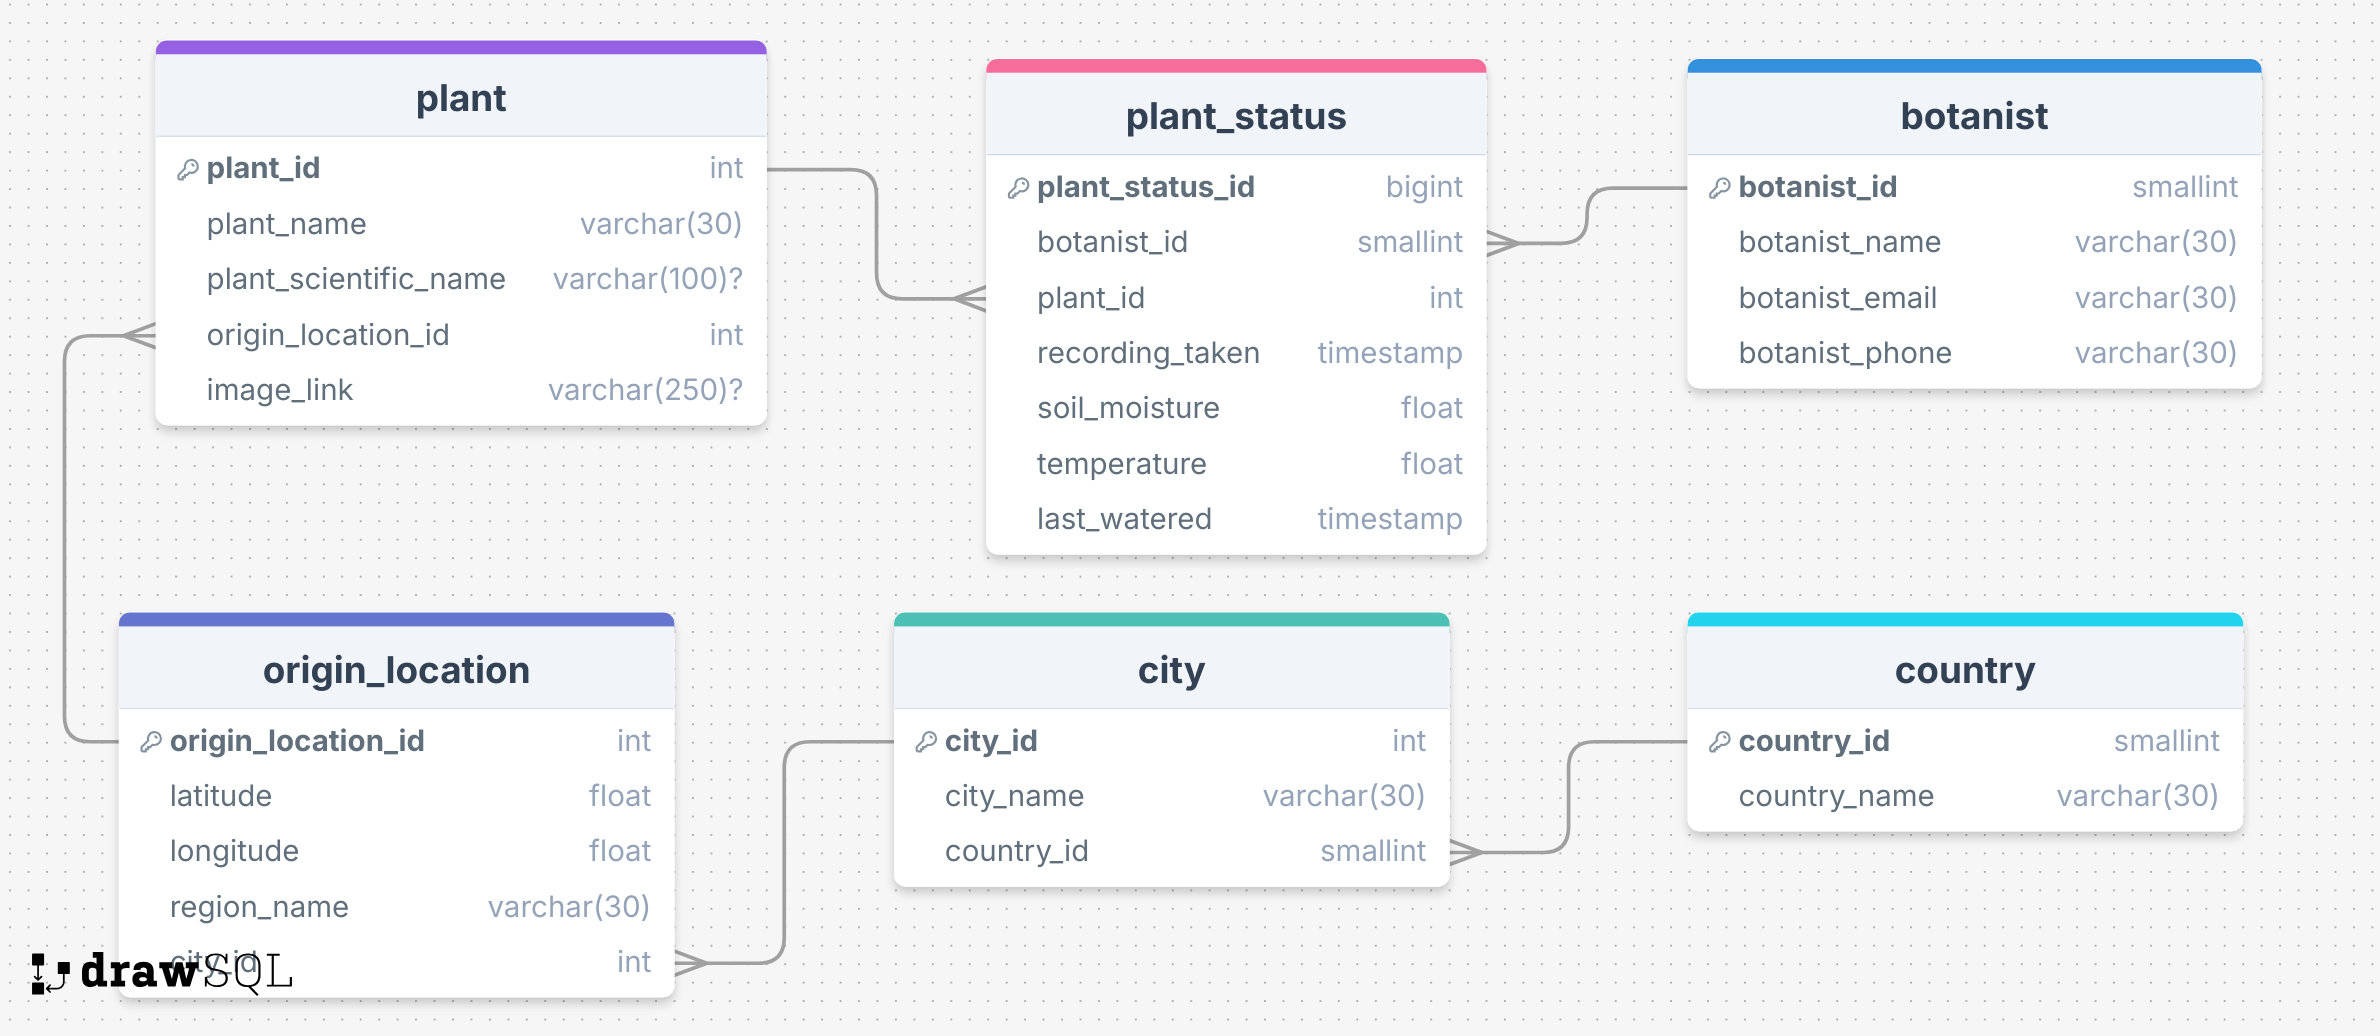 plant
plant_id int
plant_name varchar(30)
plant_scientific_name varchar(100)?
origin_location_id int
image_link varchar(250)?
plant_status
plant_status_id bigint
botanist_id smallint
plant_id int
recording_taken timestamp
soil_moisture float
temperature float
last_watered timestamp
botanist
botanist_id smallint
botanist_name varchar(30)
botanist_email varchar(30)
botanist_phone varchar(30)
origin_location
origin_location_id int
latitude float
longitude float
region_name varchar(30)
city_id int
drawSQL
city
city_id int
city_name varchar(30)
country_id smallint
country
country_id smallint
country_name varchar(30)